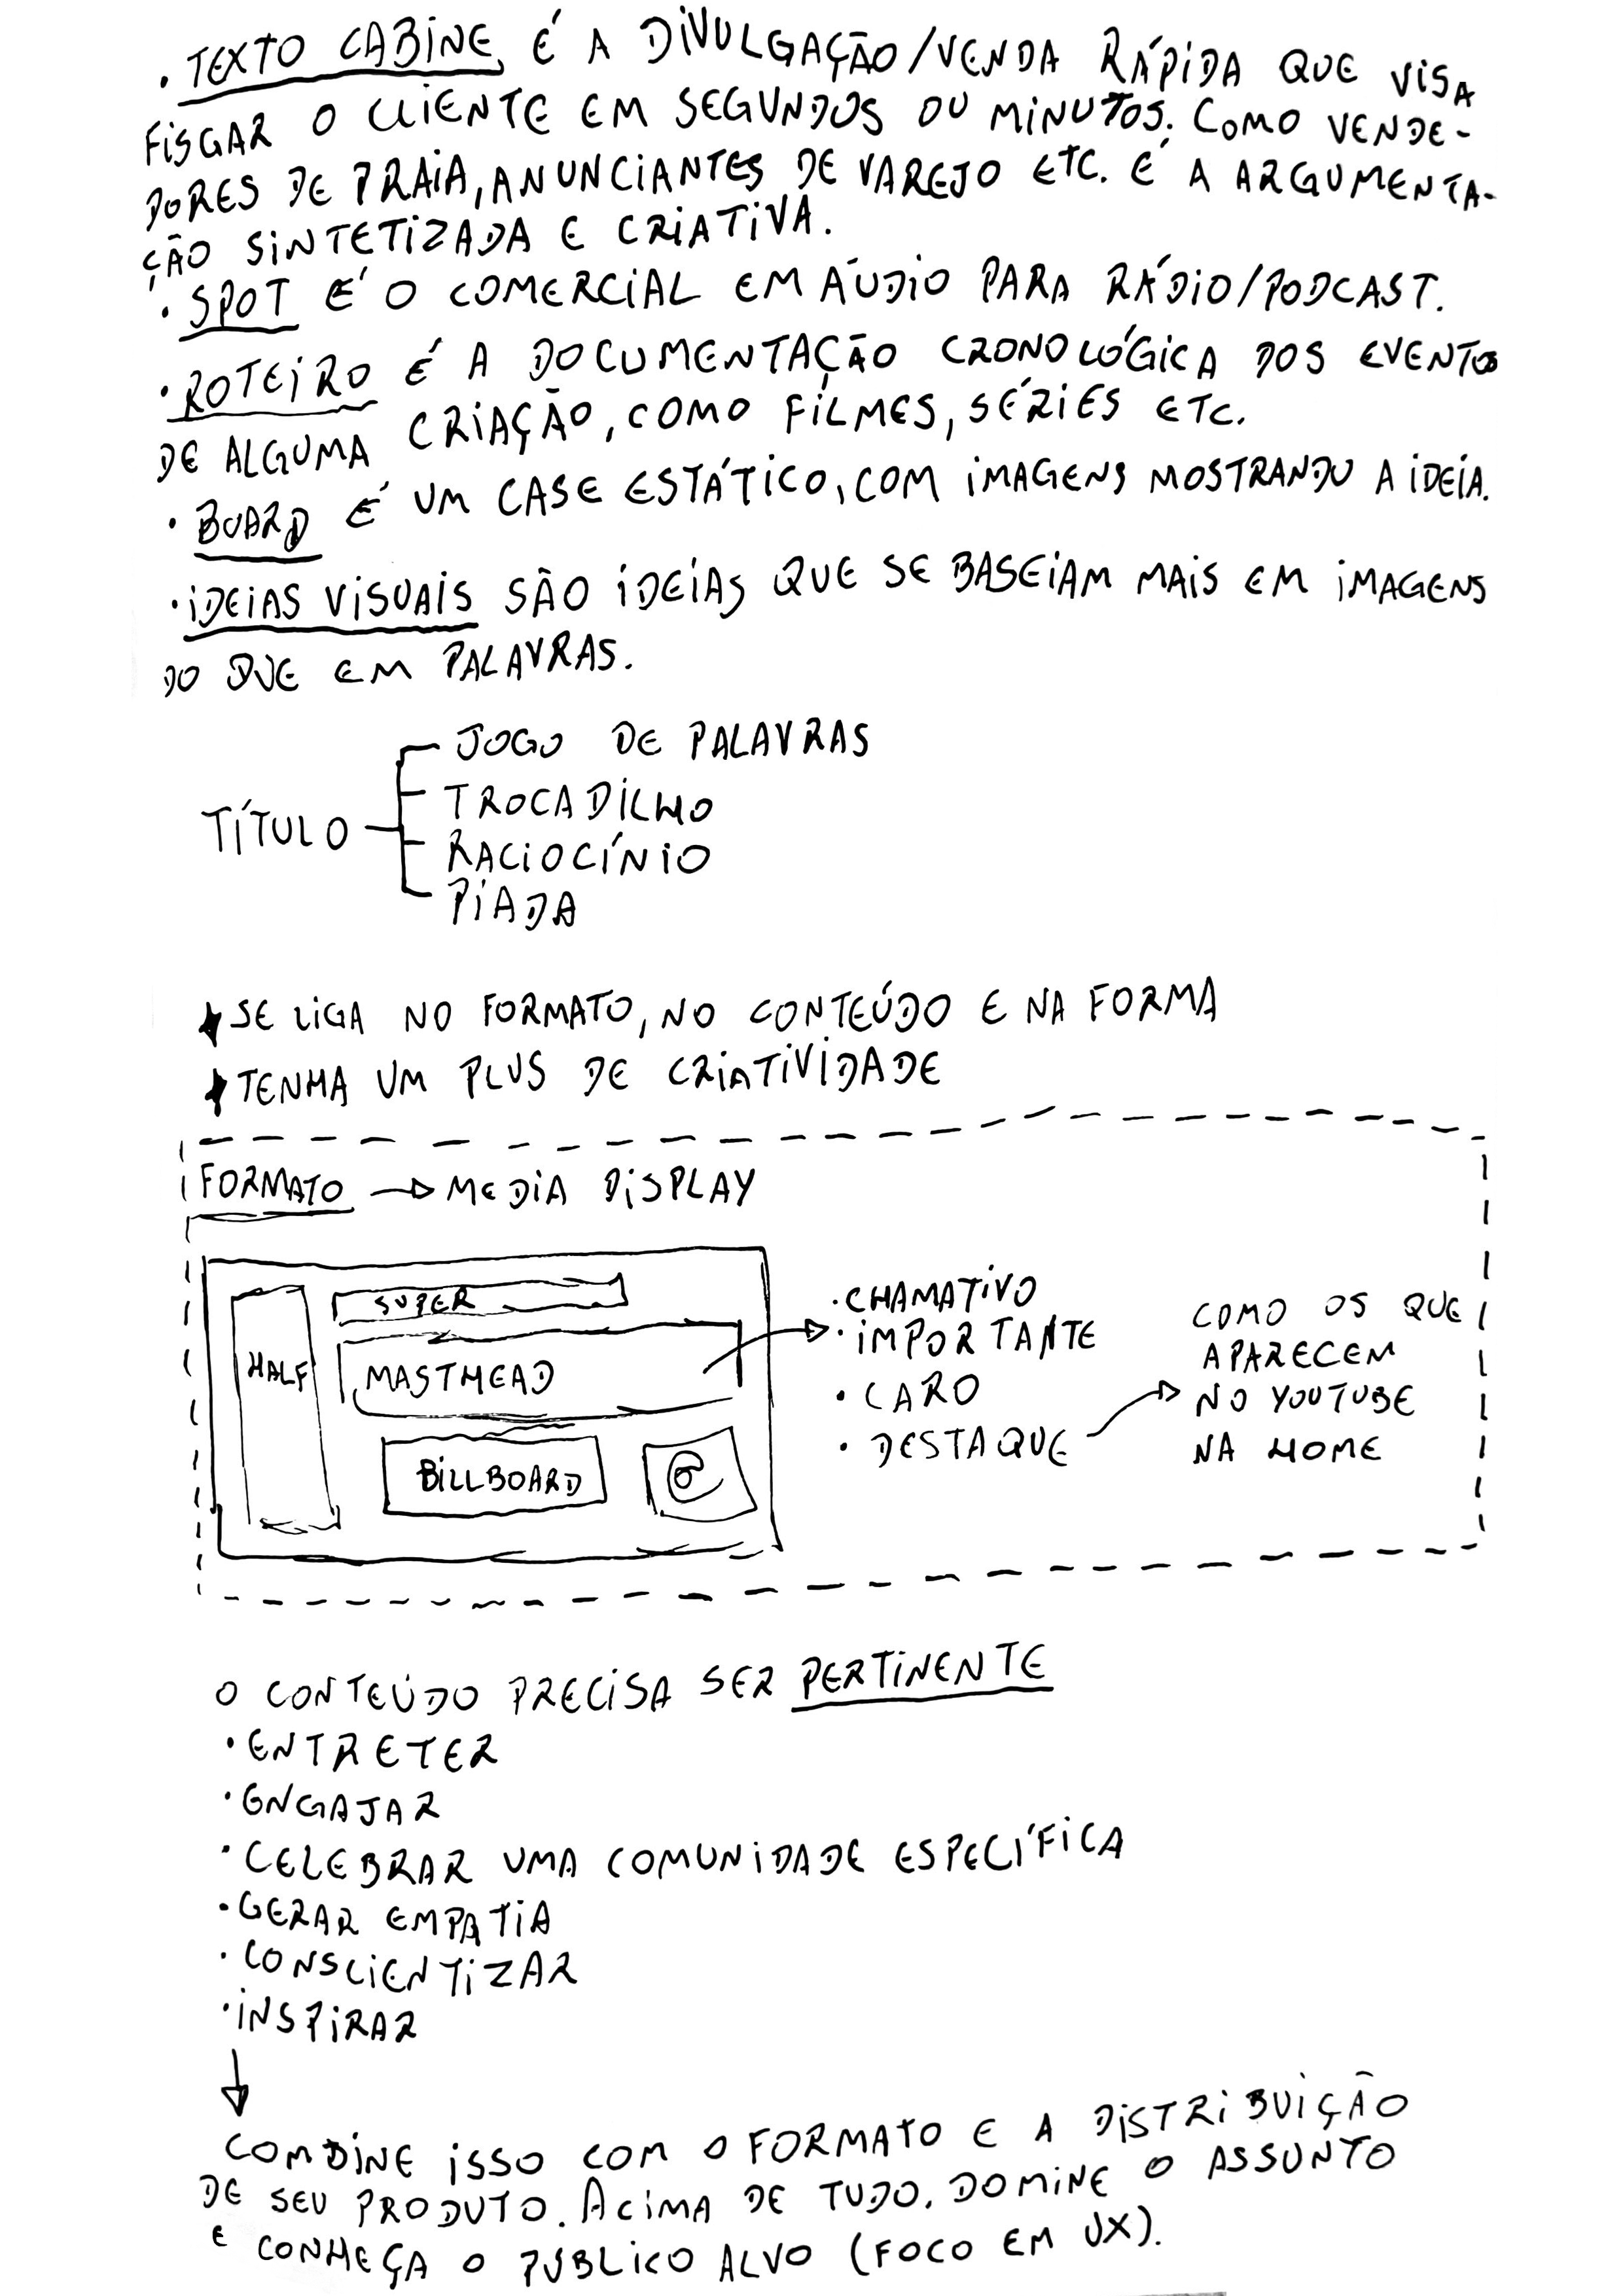 · TEXTO CABINE É A DIVULGAÇÃO/VENDA RÁPIDA QUE VISA
FISGAR O CLIENTE EM SEGUNDOS OU MINUTOS. COMO VENDE-
DORES DE PRAIA, ANUNCIANTES DE VAREJO ETC. É A ARGUMENTA-
ÇÃO SINTETIZADA E CRIATIVA.
· SPOT É O COMERCIAL EM ÁUDIO PARA RÁDIO/PODCAST.
· ROTEIRO É A DOCUMENTAÇÃO CRONOLÓGICA DOS EVENTOS
DE ALGUMA CRIAÇÃO, COMO FILMES, SÉRIES ETC.
· BOARD É UM CASE ESTÁTICO, COM IMAGENS MOSTRANDO A IDEIA.
· IDEIAS VISUAIS SÃO IDEIAS QUE SE BASEIAM MAIS EM IMAGENS
DO QUE EM PALAVRAS.
TÍTULO
JOGO DE PALAVRAS
TROCADILHO
RACIOCÍNIO
PIADA
★ SE LIGA NO FORMATO, NO CONTEÚDO E NA FORMA
★ TENHA UM PLUS DE CRIATIVIDADE
FORMATO → MEDIA DISPLAY
HALF
SUPER
MASTHEAD
BILLBOARD
@
· CHAMATIVO
· IMPORTANTE
· CARO
· DESTAQUE
COMO OS QUE
APARECEM
NO YOUTUBE
NA HOME
O CONTEÚDO PRECISA SER PERTINENTE
· ENTRETER
· ENGAJAR
· CELEBRAR UMA COMUNIDADE ESPECÍFICA
· GERAR EMPATIA
· CONSCIENTIZAR
· INSPIRAR
↓
COMBINE ISSO COM O FORMATO E A DISTRIBUIÇÃO
DE SEU PRODUTO. ACIMA DE TUDO, DOMINE O ASSUNTO
E CONHEÇA O PÚBLICO ALVO (FOCO EM UX).